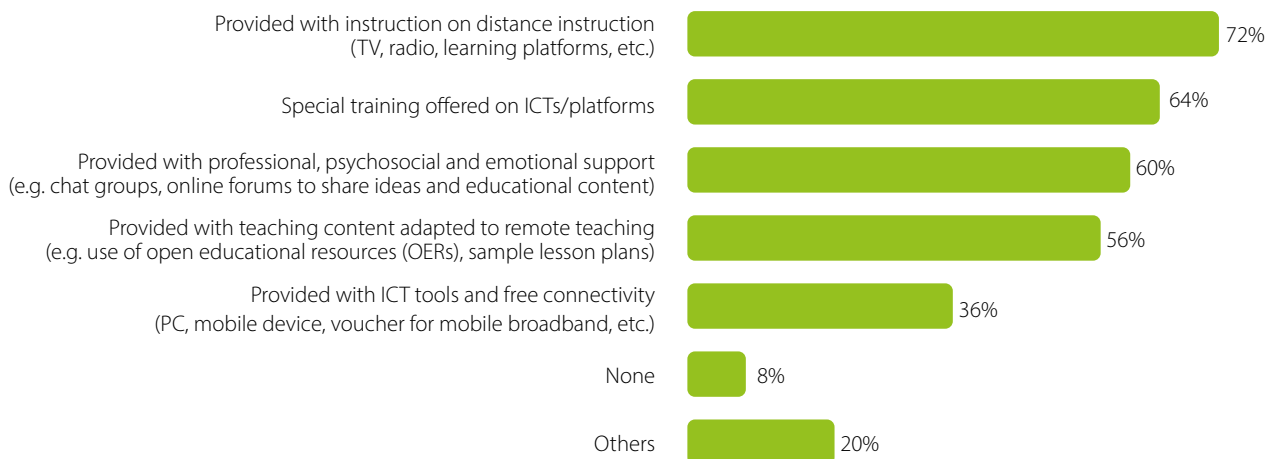 Provided with instruction on distance instruction
(TV, radio, learning platforms, etc.)
72%
Special training offered on ICTs/platforms
64%
Provided with professional, psychosocial and emotional support
(e.g. chat groups, online forums to share ideas and educational content)
60%
Provided with teaching content adapted to remote teaching
(e.g. use of open educational resources (OERs), sample lesson plans)
56%
Provided with ICT tools and free connectivity
(PC, mobile device, voucher for mobile broadband, etc.)
36%
None
8%
Others
20%